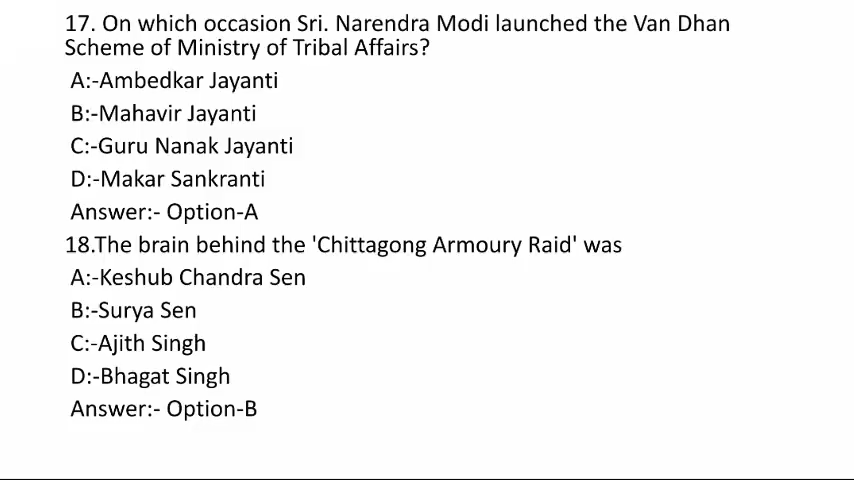 17. On which occasion Sri. Narendra Modi launched the Van Dhan
Scheme of Ministry of Tribal Affairs?
A:-Ambedkar Jayanti
B:-Mahavir Jayanti
C:-Guru Nanak Jayanti
D:-Makar Sankranti
Answer:- Option-A
18.The brain behind the 'Chittagong Armoury Raid' was
A:-Keshub Chandra Sen
B:-Surya Sen
C:-Ajith Singh
D:-Bhagat Singh
Answer:- Option-B